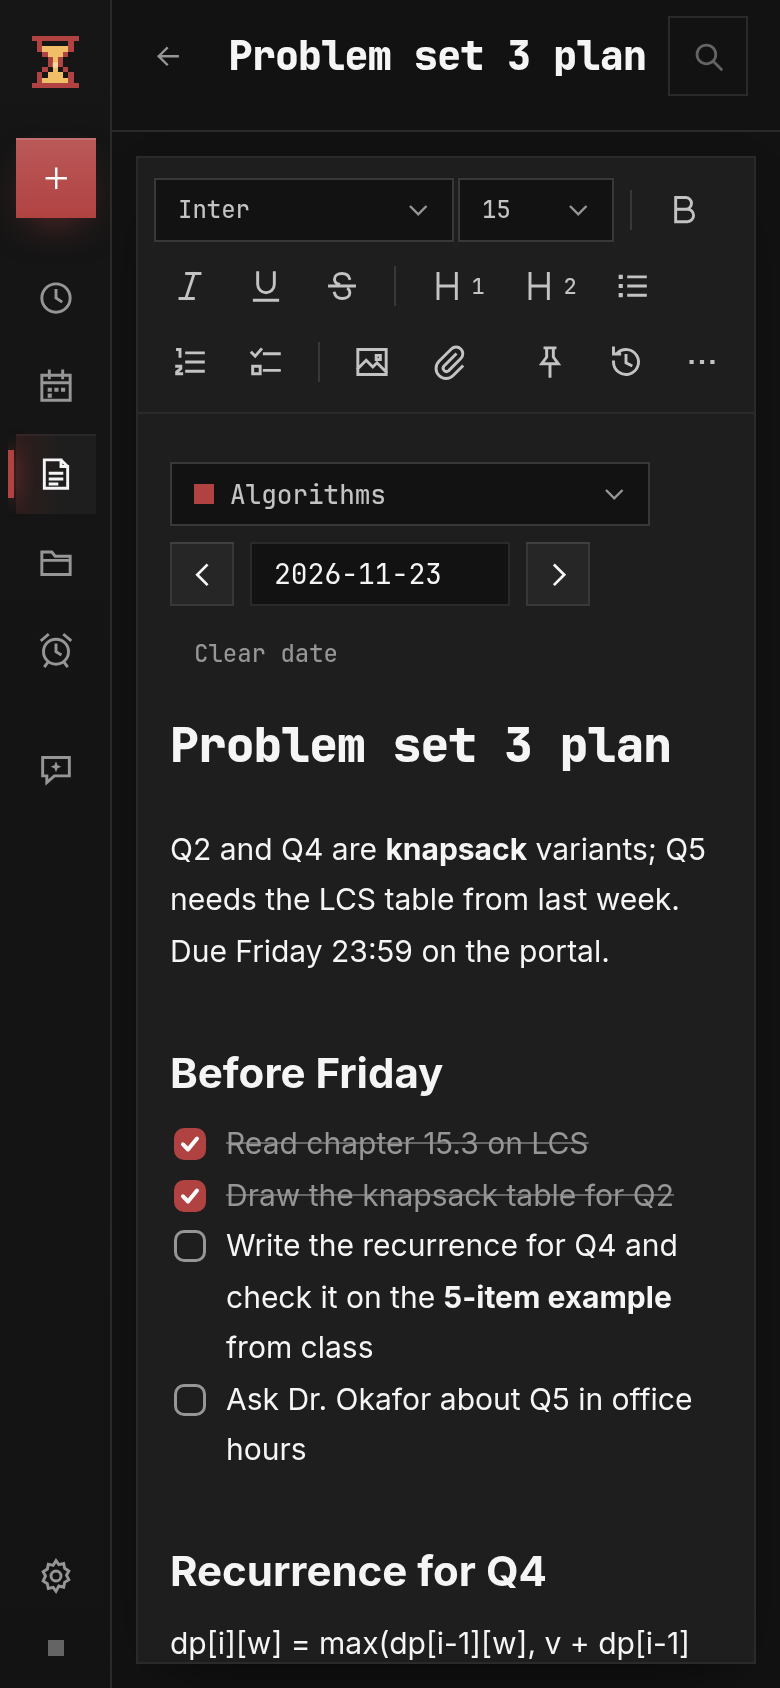 Problem set 3 plan
Inter
15
B
I U S H1 H2
Algorithms
2026-11-23
Clear date
Problem set 3 plan
Q2 and Q4 are knapsack variants; Q5
needs the LCS table from last week.
Due Friday 23:59 on the portal.
Before Friday
Read chapter 15.3 on LCS
Draw the knapsack table for Q2
Write the recurrence for Q4 and
check it on the 5-item example
from class
Ask Dr. Okafor about Q5 in office
hours
Recurrence for Q4
dp[i][w] = max(dp[i-1][w], v + dp[i-1]